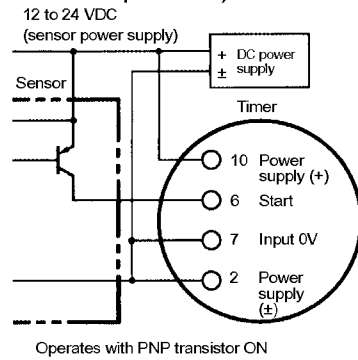 12 to 24 VDC
(sensor power supply)
+ DC power
± supply
Sensor
Timer
10 Power
supply (+)
6 Start
7 Input 0V
2 Power
supply
(±)
Operates with PNP transistor ON